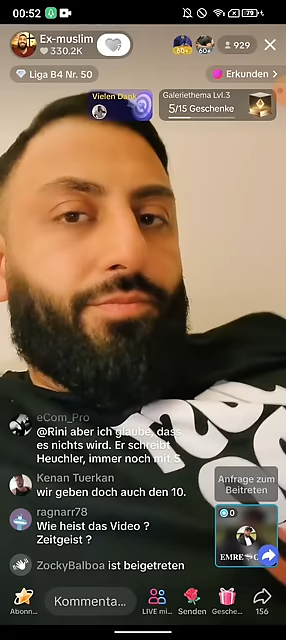 00:52
79
Ex-muslim
330.2K
60+
60+
929
Liga B4 Nr. 50
Erkunden >
Vielen Dank
Galeriethema Lvl.3
5/15 Geschenke
eCom_Pro
@Rini aber ich glaube, dass
es nichts wird. Er schreibt
Heuchler, immer noch mit S
Anfrage zum
Beitreten
Kenan Tuerkan
wir geben doch auch den 10.
0
ragnarr78
Wie heist das Video ?
Zeitgeist ?
EMRE
ZockyBalboa ist beigetreten
Kommenta...
Abonn...
LIVE mi...
Senden
Gesche...
156